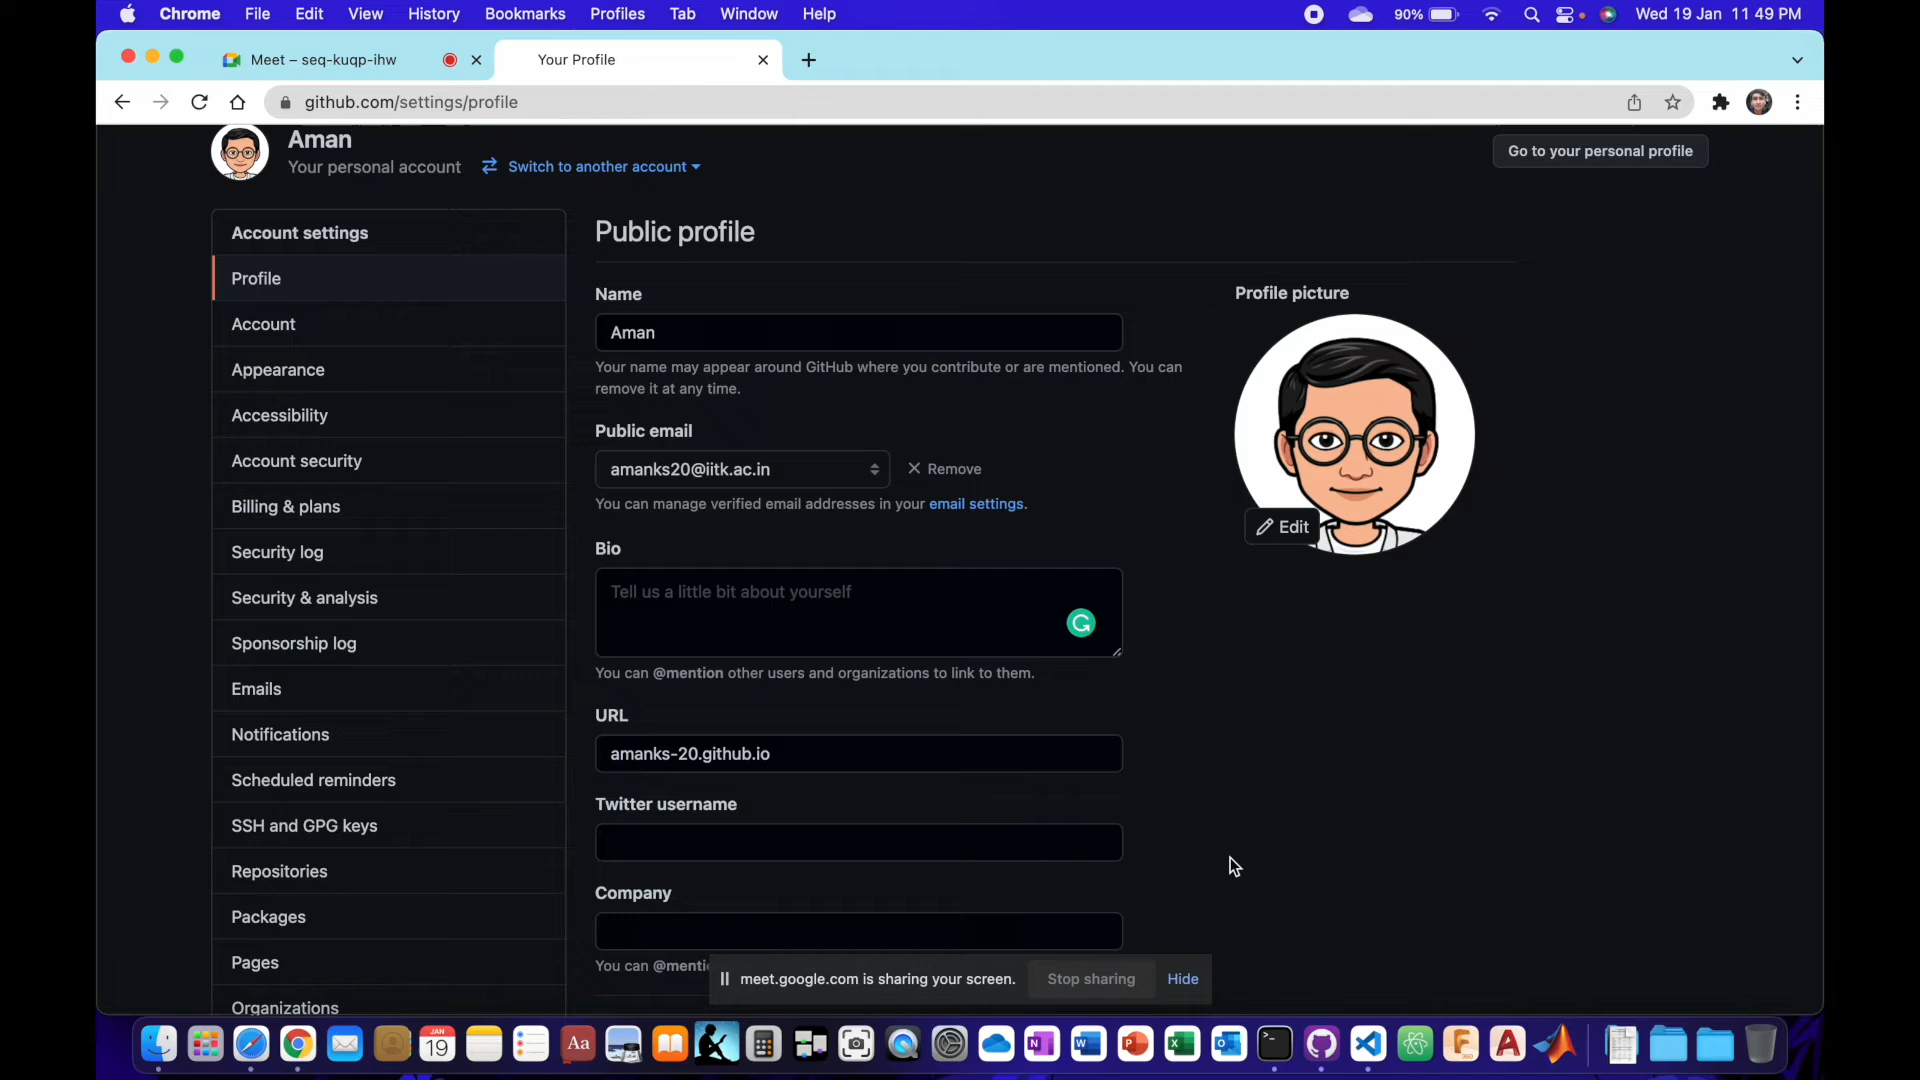 Chrome File Edit View History Bookmarks Profiles Tab Window Help 90% Wed 19 Jan 11 49 PM
Meet – seq-kuqp-ihw Your Profile
github.com/settings/profile
Aman
Your personal account Switch to another account Go to your personal profile
Account settings
Profile
Account
Appearance
Accessibility
Account security
Billing & plans
Security log
Security & analysis
Sponsorship log
Emails
Notifications
Scheduled reminders
SSH and GPG keys
Repositories
Packages
Pages
Organizations
Public profile
Name
Aman
Your name may appear around GitHub where you contribute or are mentioned. You can
remove it at any time.
Public email
amanks20@iitk.ac.in Remove
You can manage verified email addresses in your email settings.
Bio
Tell us a little bit about yourself
You can @mention other users and organizations to link to them.
URL
amanks-20.github.io
Twitter username
Company
You can @menti
Profile picture
Edit
meet.google.com is sharing your screen. Stop sharing Hide
JAN
19
Aa